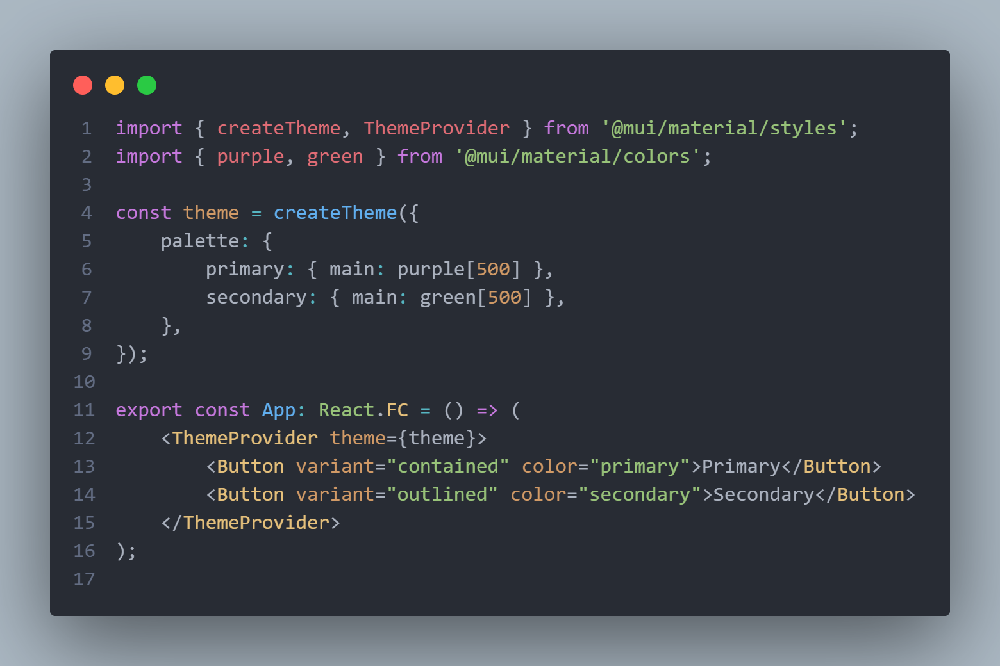 1 import { createTheme, ThemeProvider } from '@mui/material/styles';
2 import { purple, green } from '@mui/material/colors';
3
4 const theme = createTheme({
5     palette: {
6         primary: { main: purple[500] },
7         secondary: { main: green[500] },
8     },
9 });
10
11 export const App: React.FC = () => (
12     <ThemeProvider theme={theme}>
13         <Button variant="contained" color="primary">Primary</Button>
14         <Button variant="outlined" color="secondary">Secondary</Button>
15     </ThemeProvider>
16 );
17